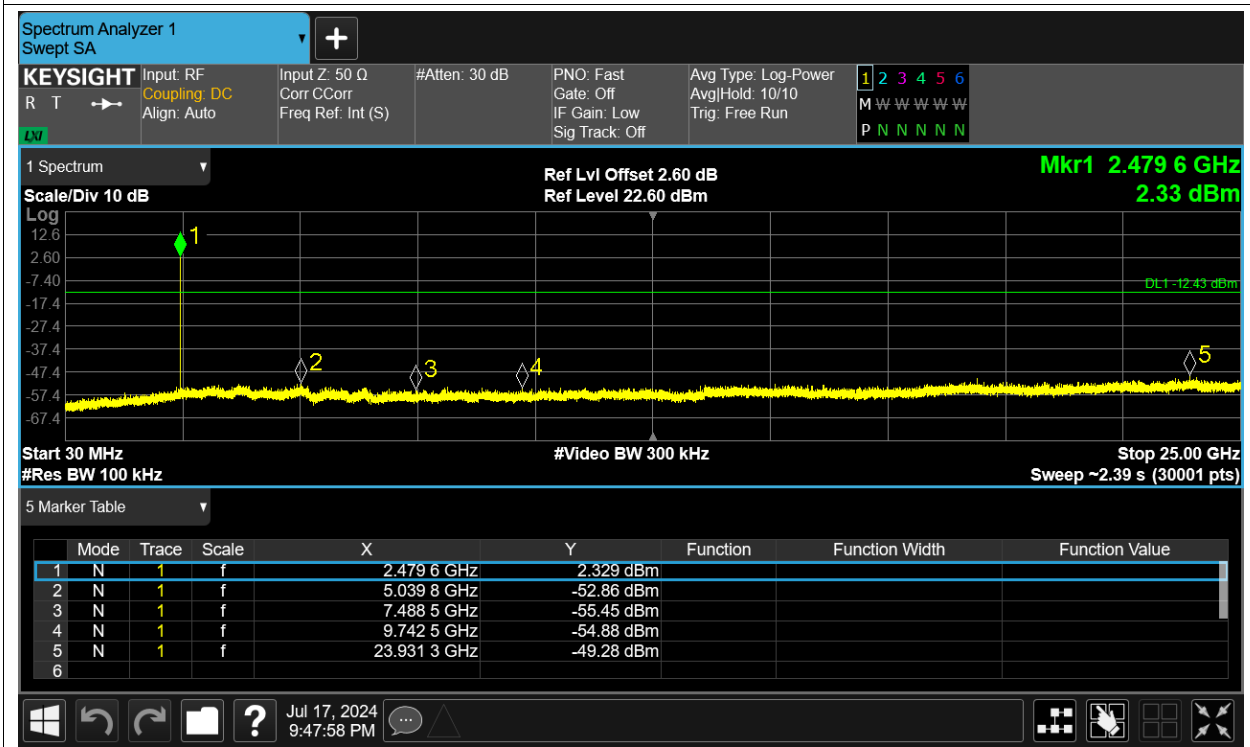 Spectrum Analyzer 1
Swept SA
+
KEYSIGHT Input: RF Input Z: 50 Ω #Atten: 30 dB PNO: Fast Avg Type: Log-Power 1 2 3 4 5 6
R T Coupling: DC Corr CCorr Gate: Off Avg|Hold: 10/10 M W W W W W
Align: Auto Freq Ref: Int (S) IF Gain: Low Trig: Free Run
LXI Sig Track: Off P N N N N N
1 Spectrum Ref Lvl Offset 2.60 dB Mkr1 2.479 6 GHz
Scale/Div 10 dB Ref Level 22.60 dBm 2.33 dBm
Log
12.6 1
2.60
-7.40 DL1 -12.43 dBm
-17.4
-27.4
-37.4
-47.4 2 3 4 5
-57.4
-67.4
Start 30 MHz #Video BW 300 kHz Stop 25.00 GHz
#Res BW 100 kHz Sweep ~2.39 s (30001 pts)
5 Marker Table
Mode Trace Scale X Y Function Function Width Function Value
1 N 1 f 2.479 6 GHz 2.329 dBm
2 N 1 f 5.039 8 GHz -52.86 dBm
3 N 1 f 7.488 5 GHz -55.45 dBm
4 N 1 f 9.742 5 GHz -54.88 dBm
5 N 1 f 23.931 3 GHz -49.28 dBm
6
? Jul 17, 2024
9:47:58 PM